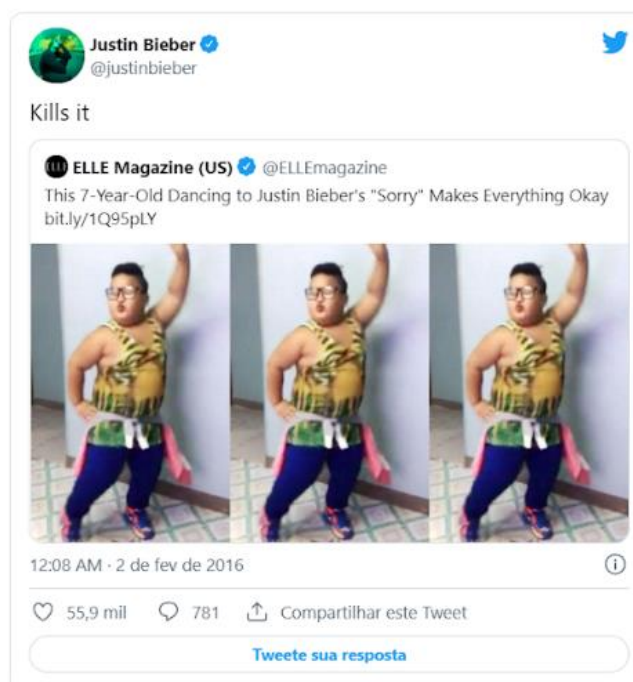 Justin Bieber
@justinbieber
Kills it
ELLE ELLE Magazine (US) @ELLEmagazine
This 7-Year-Old Dancing to Justin Bieber's "Sorry" Makes Everything Okay
bit.ly/1Q95pLY
12:08 AM · 2 de fev de 2016
55,9 mil 781 Compartilhar este Tweet
Tweete sua resposta